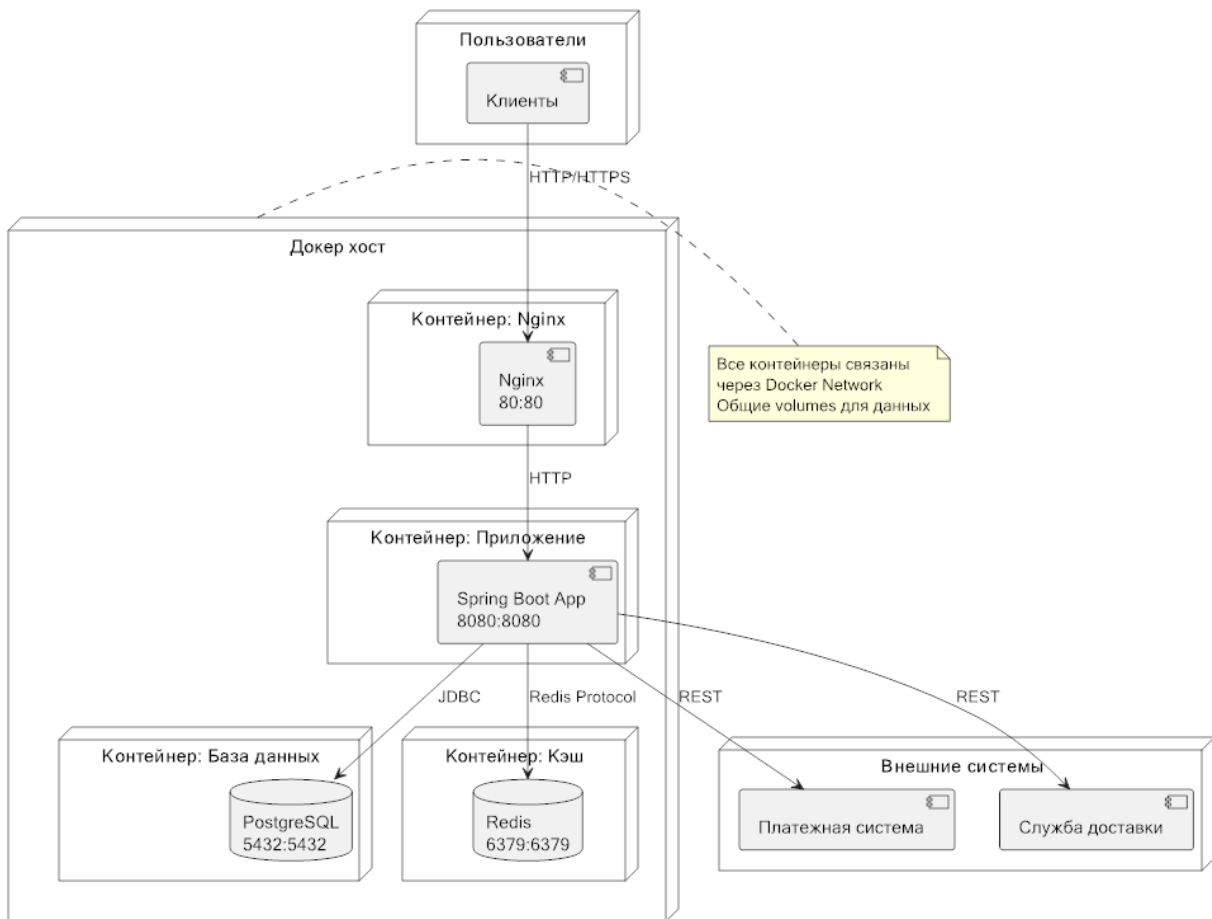 Пользователи
Клиенты
HTTP/HTTPS
Докер хост
Контейнер: Nginx
Nginx
80:80
Все контейнеры связаны
через Docker Network
Общие volumes для данных
HTTP
Контейнер: Приложение
Spring Boot App
8080:8080
JDBC
Redis Protocol
REST
REST
Контейнер: База данных
PostgreSQL
5432:5432
Контейнер: Кэш
Redis
6379:6379
Внешние системы
Платежная система
Служба доставки